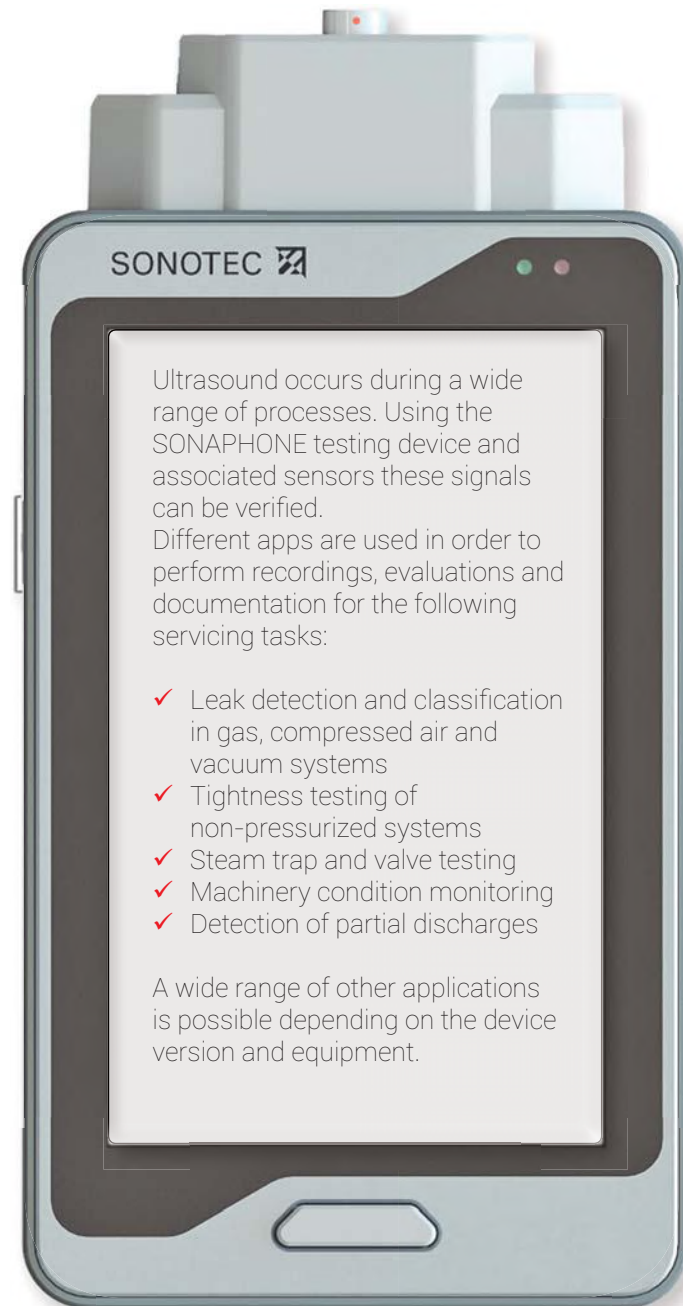 SONOTEC
Ultrasound occurs during a wide
range of processes. Using the
SONAPHONE testing device and
associated sensors these signals
can be verified.
Different apps are used in order to
perform recordings, evaluations and
documentation for the following
servicing tasks:
✓ Leak detection and classification
in gas, compressed air and
vacuum systems
✓ Tightness testing of
non-pressurized systems
✓ Steam trap and valve testing
✓ Machinery condition monitoring
✓ Detection of partial discharges
A wide range of other applications
is possible depending on the device
version and equipment.